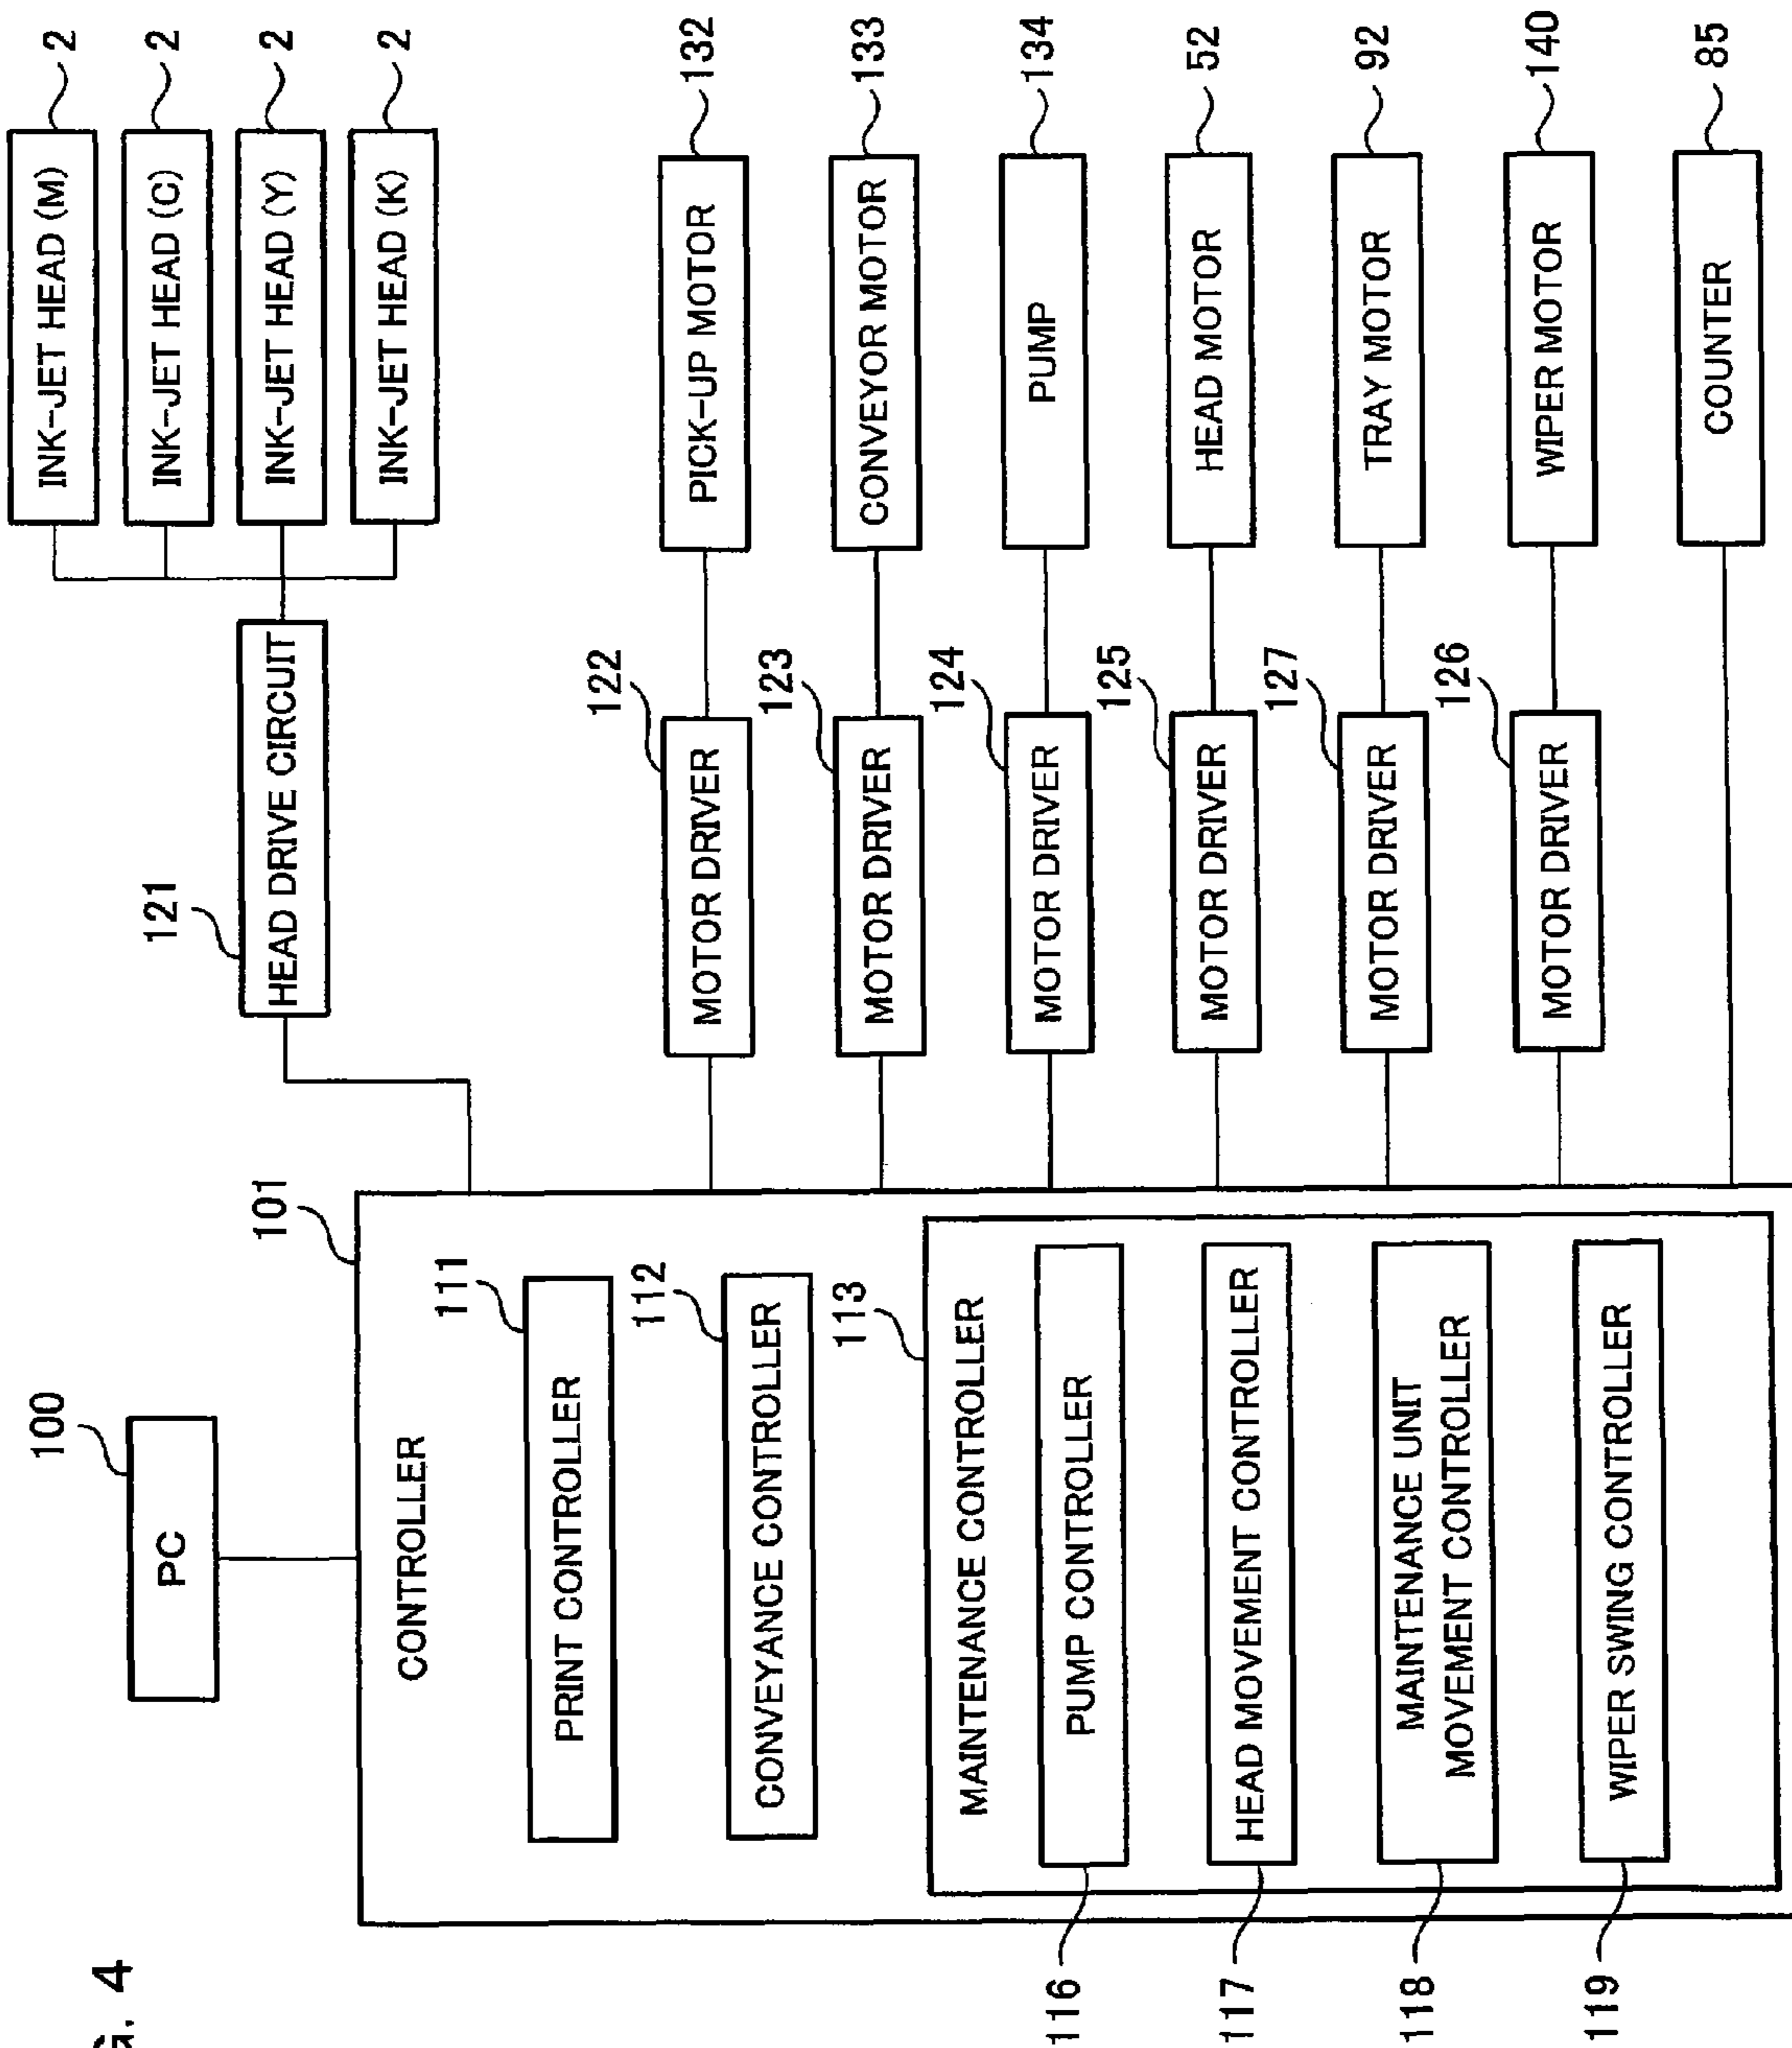 G. 4
100
PC
101
CONTROLLER
111
PRINT CONTROLLER
112
CONVEYANCE CONTROLLER
113
MAINTENANCE CONTROLLER
116
PUMP CONTROLLER
117
HEAD MOVEMENT CONTROLLER
118
MAINTENANCE UNIT
MOVEMENT CONTROLLER
119
WIPER SWING CONTROLLER
121
HEAD DRIVE CIRCUIT
INK-JET HEAD (M)
2
INK-JET HEAD (C)
2
INK-JET HEAD (Y)
2
INK-JET HEAD (K)
2
122
MOTOR DRIVER
PICK-UP MOTOR
132
123
MOTOR DRIVER
CONVEYOR MOTOR
133
124
MOTOR DRIVER
PUMP
134
125
MOTOR DRIVER
HEAD MOTOR
52
127
MOTOR DRIVER
TRAY MOTOR
92
126
MOTOR DRIVER
WIPER MOTOR
140
COUNTER
85